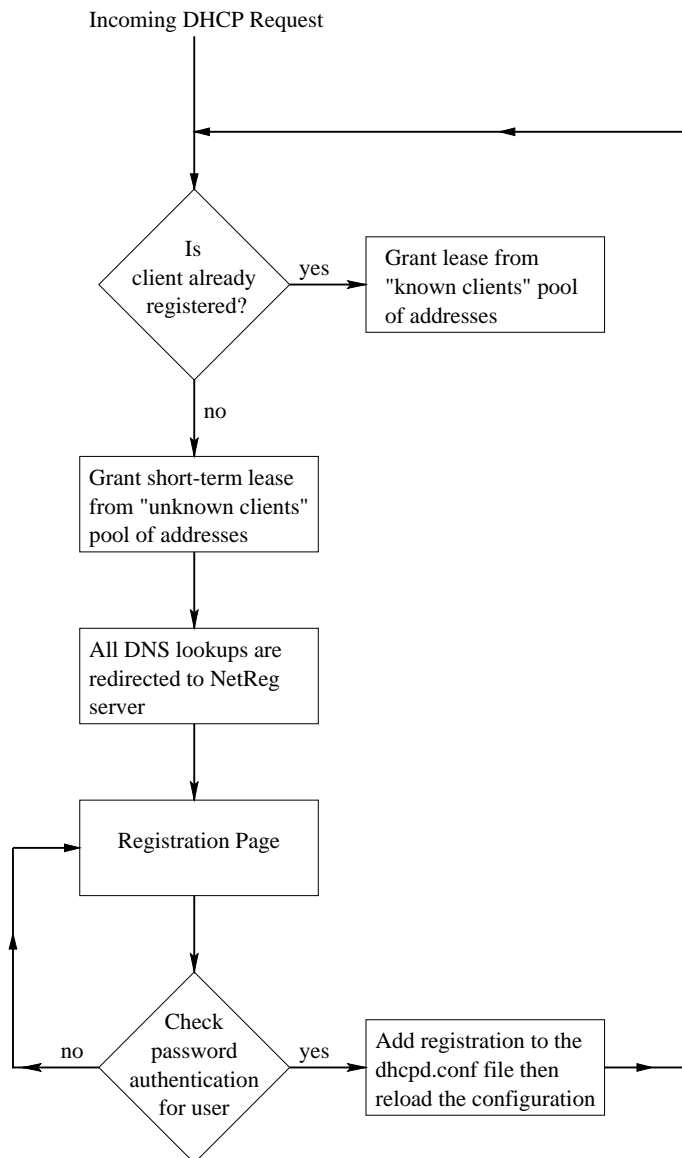 Incoming DHCP Request
Is
client already
registered?
yes
Grant lease from
"known clients" pool
of addresses
no
Grant short-term lease
from "unknown clients"
pool of addresses
All DNS lookups are
redirected to NetReg
server
Registration Page
Check
password
authentication
for user
no
yes
Add registration to the
dhcpd.conf file then
reload the configuration